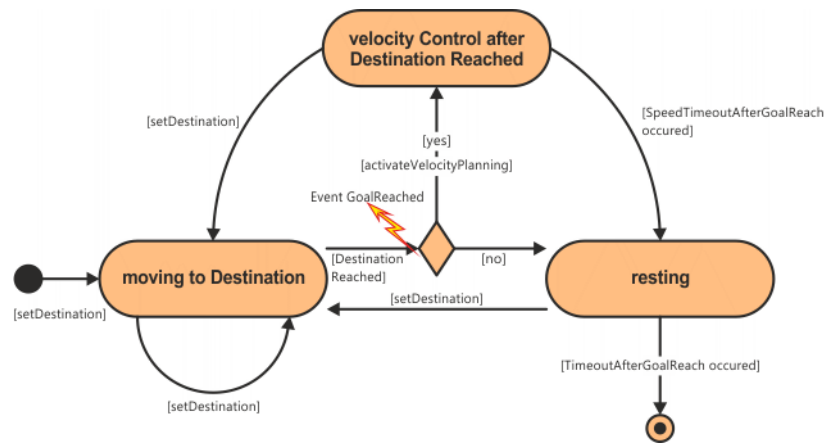 velocity Control after
Destination Reached
[setDestination]
[SpeedTimeoutAfterGoalReach
occured]
[yes]
[activateVelocityPlanning]
Event GoalReached
moving to Destination
[Destination
Reached]
[no]
resting
[setDestination]
[setDestination]
[TimeoutAfterGoalReach occured]
[setDestination]